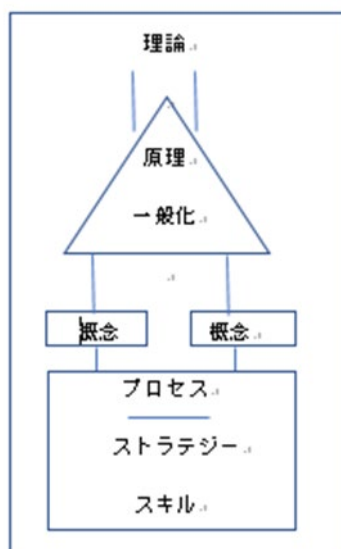 理論
原理
一般化
概念 概念
プロセス
ストラテジー
スキル